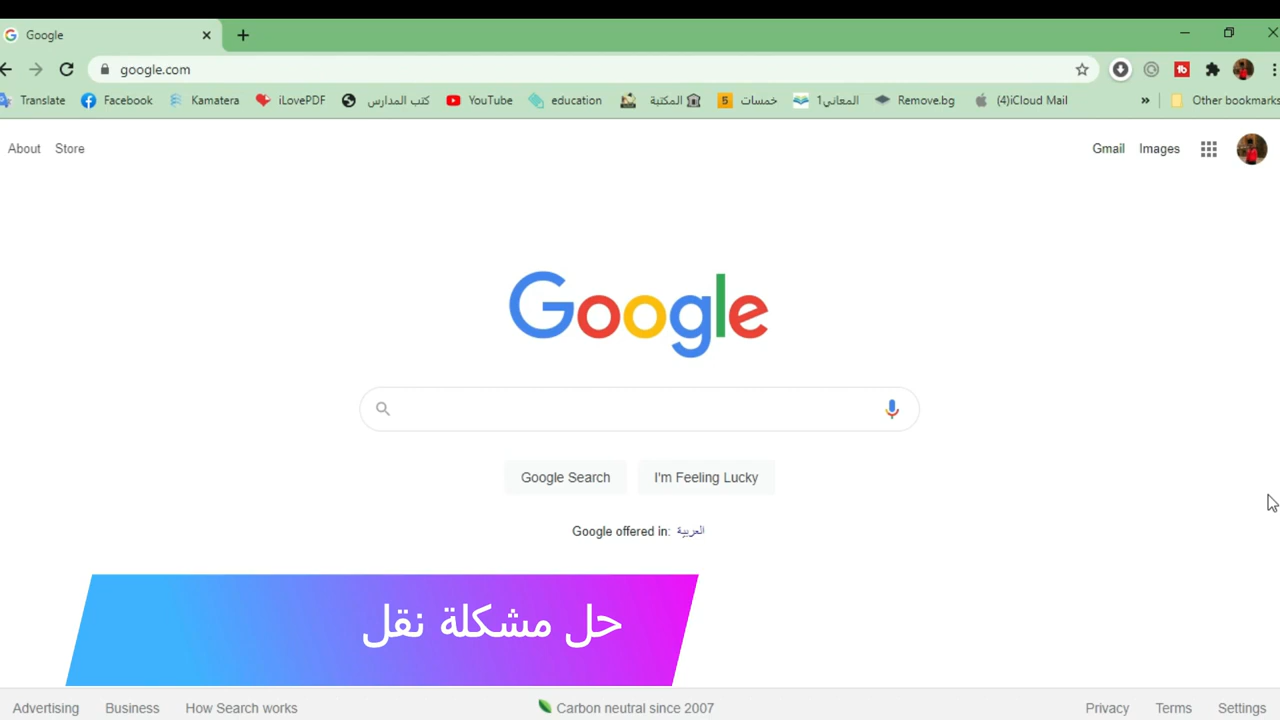 Google
google.com
Translate Facebook Kamatera iLovePDF كتب المدارس YouTube education المكتبة 5 خمسات المعاني1 Remove.bg (4)iCloud Mail » Other bookmarks
About Store Gmail Images
Google
Google Search I'm Feeling Lucky
Google offered in: العربية
حل مشكلة نقل
Advertising Business How Search works Carbon neutral since 2007 Privacy Terms Settings